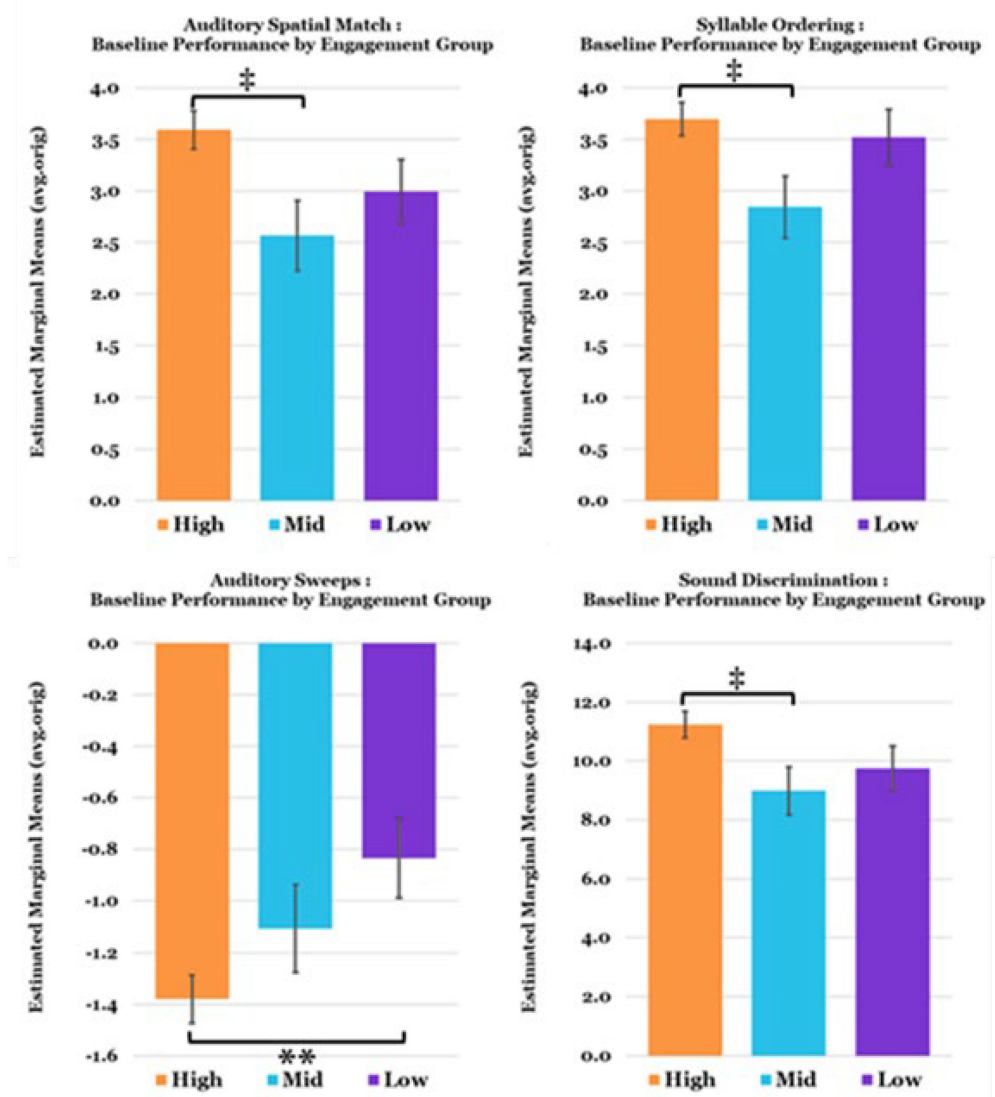 Auditory Spatial Match :
Baseline Performance by Engagement Group
Estimated Marginal Means (avg.orig)
4.0
3.5
3.0
2.5
2.0
1.5
1.0
0.5
0.0
‡
High Mid Low
Syllable Ordering :
Baseline Performance by Engagement Group
Estimated Marginal Means (avg.orig)
4.0
3.5
3.0
2.5
2.0
1.5
1.0
0.5
0.0
‡
High Mid Low
Auditory Sweeps :
Baseline Performance by Engagement Group
Estimated Marginal Means (avg.orig)
0.0
-0.2
-0.4
-0.6
-0.8
-1.0
-1.2
-1.4
-1.6
**
High Mid Low
Sound Discrimination :
Baseline Performance by Engagement Group
Estimated Marginal Means (avg.orig)
14.0
12.0
10.0
8.0
6.0
4.0
2.0
0.0
‡
High Mid Low